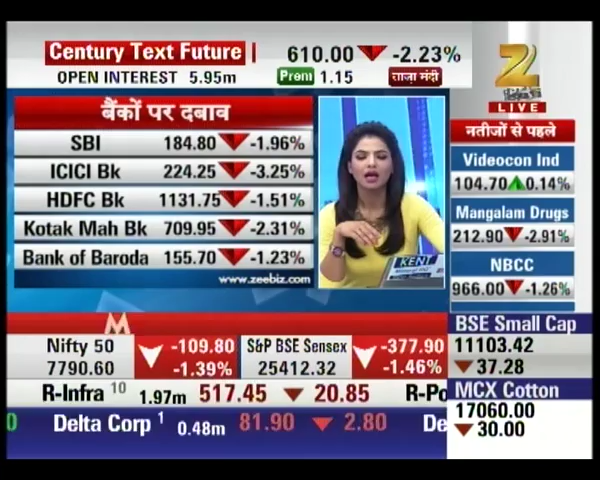 Century Text Future
610.00 -2.23%
OPEN INTEREST 5.95m
Prem 1.15
ताज़ा मंदी
LIVE
बैंकों पर दबाव
SBI 184.80 -1.96%
ICICI Bk 224.25 -3.25%
HDFC Bk 1131.75 -1.51%
Kotak Mah Bk 709.95 -2.31%
Bank of Baroda 155.70 -1.23%
www.zeebiz.com
KENT
नतीजों से पहले
Videocon Ind
104.70 0.14%
Mangalam Drugs
212.90 -2.91%
NBCC
966.00 -1.26%
Nifty 50 -109.80
7790.60 -1.39%
S&P BSE Sensex -377.90
25412.32 -1.46%
BSE Small Cap
11103.42
37.28
R-Infra 10 1.97m 517.45 20.85 R-Po
MCX Cotton
17060.00
30.00
0 Delta Corp 1 0.48m 81.90 2.80 De